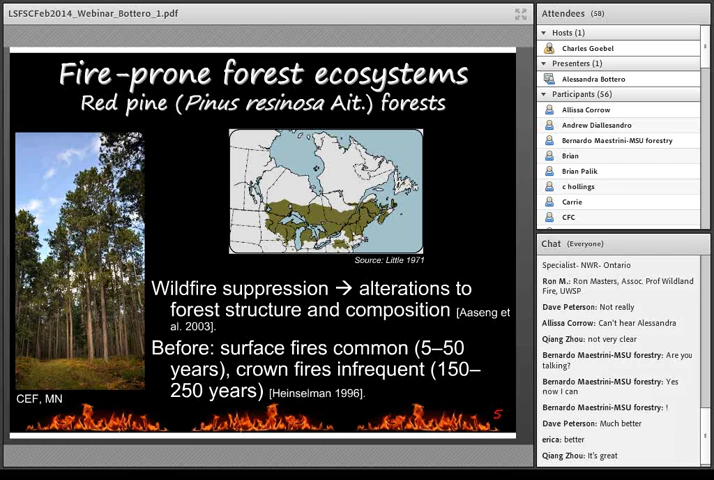 LSFSCFeb2014_Webinar_Bottero_1.pdf
Fire-prone forest ecosystems
Red pine (Pinus resinosa Ait.) forests
Source: Little 1971
Wildfire suppression → alterations to
forest structure and composition [Aaseng et
al. 2003].
Before: surface fires common (5–50
years), crown fires infrequent (150–
250 years) [Heinselman 1996].
CEF, MN
5
Attendees (58)
Hosts (1)
Charles Goebel
Presenters (1)
Alessandra Bottero
Participants (56)
Allissa Corrow
Andrew Diallesandro
Bernardo Maestrini-MSU forestry
Brian
Brian Palik
c hollings
Carrie
CFC
Chat (Everyone)
Specialist- NWR- Ontario
Ron M.: Ron Masters, Assoc. Prof Wildland
Fire, UWSP
Dave Peterson: Not really
Allissa Corrow: Can't hear Alessandra
Qiang Zhou: not very clear
Bernardo Maestrini-MSU forestry: Are you
talking?
Bernardo Maestrini-MSU forestry: Yes
now I can
Bernardo Maestrini-MSU forestry: !
Dave Peterson: Much better
erica: better
Qiang Zhou: It's great